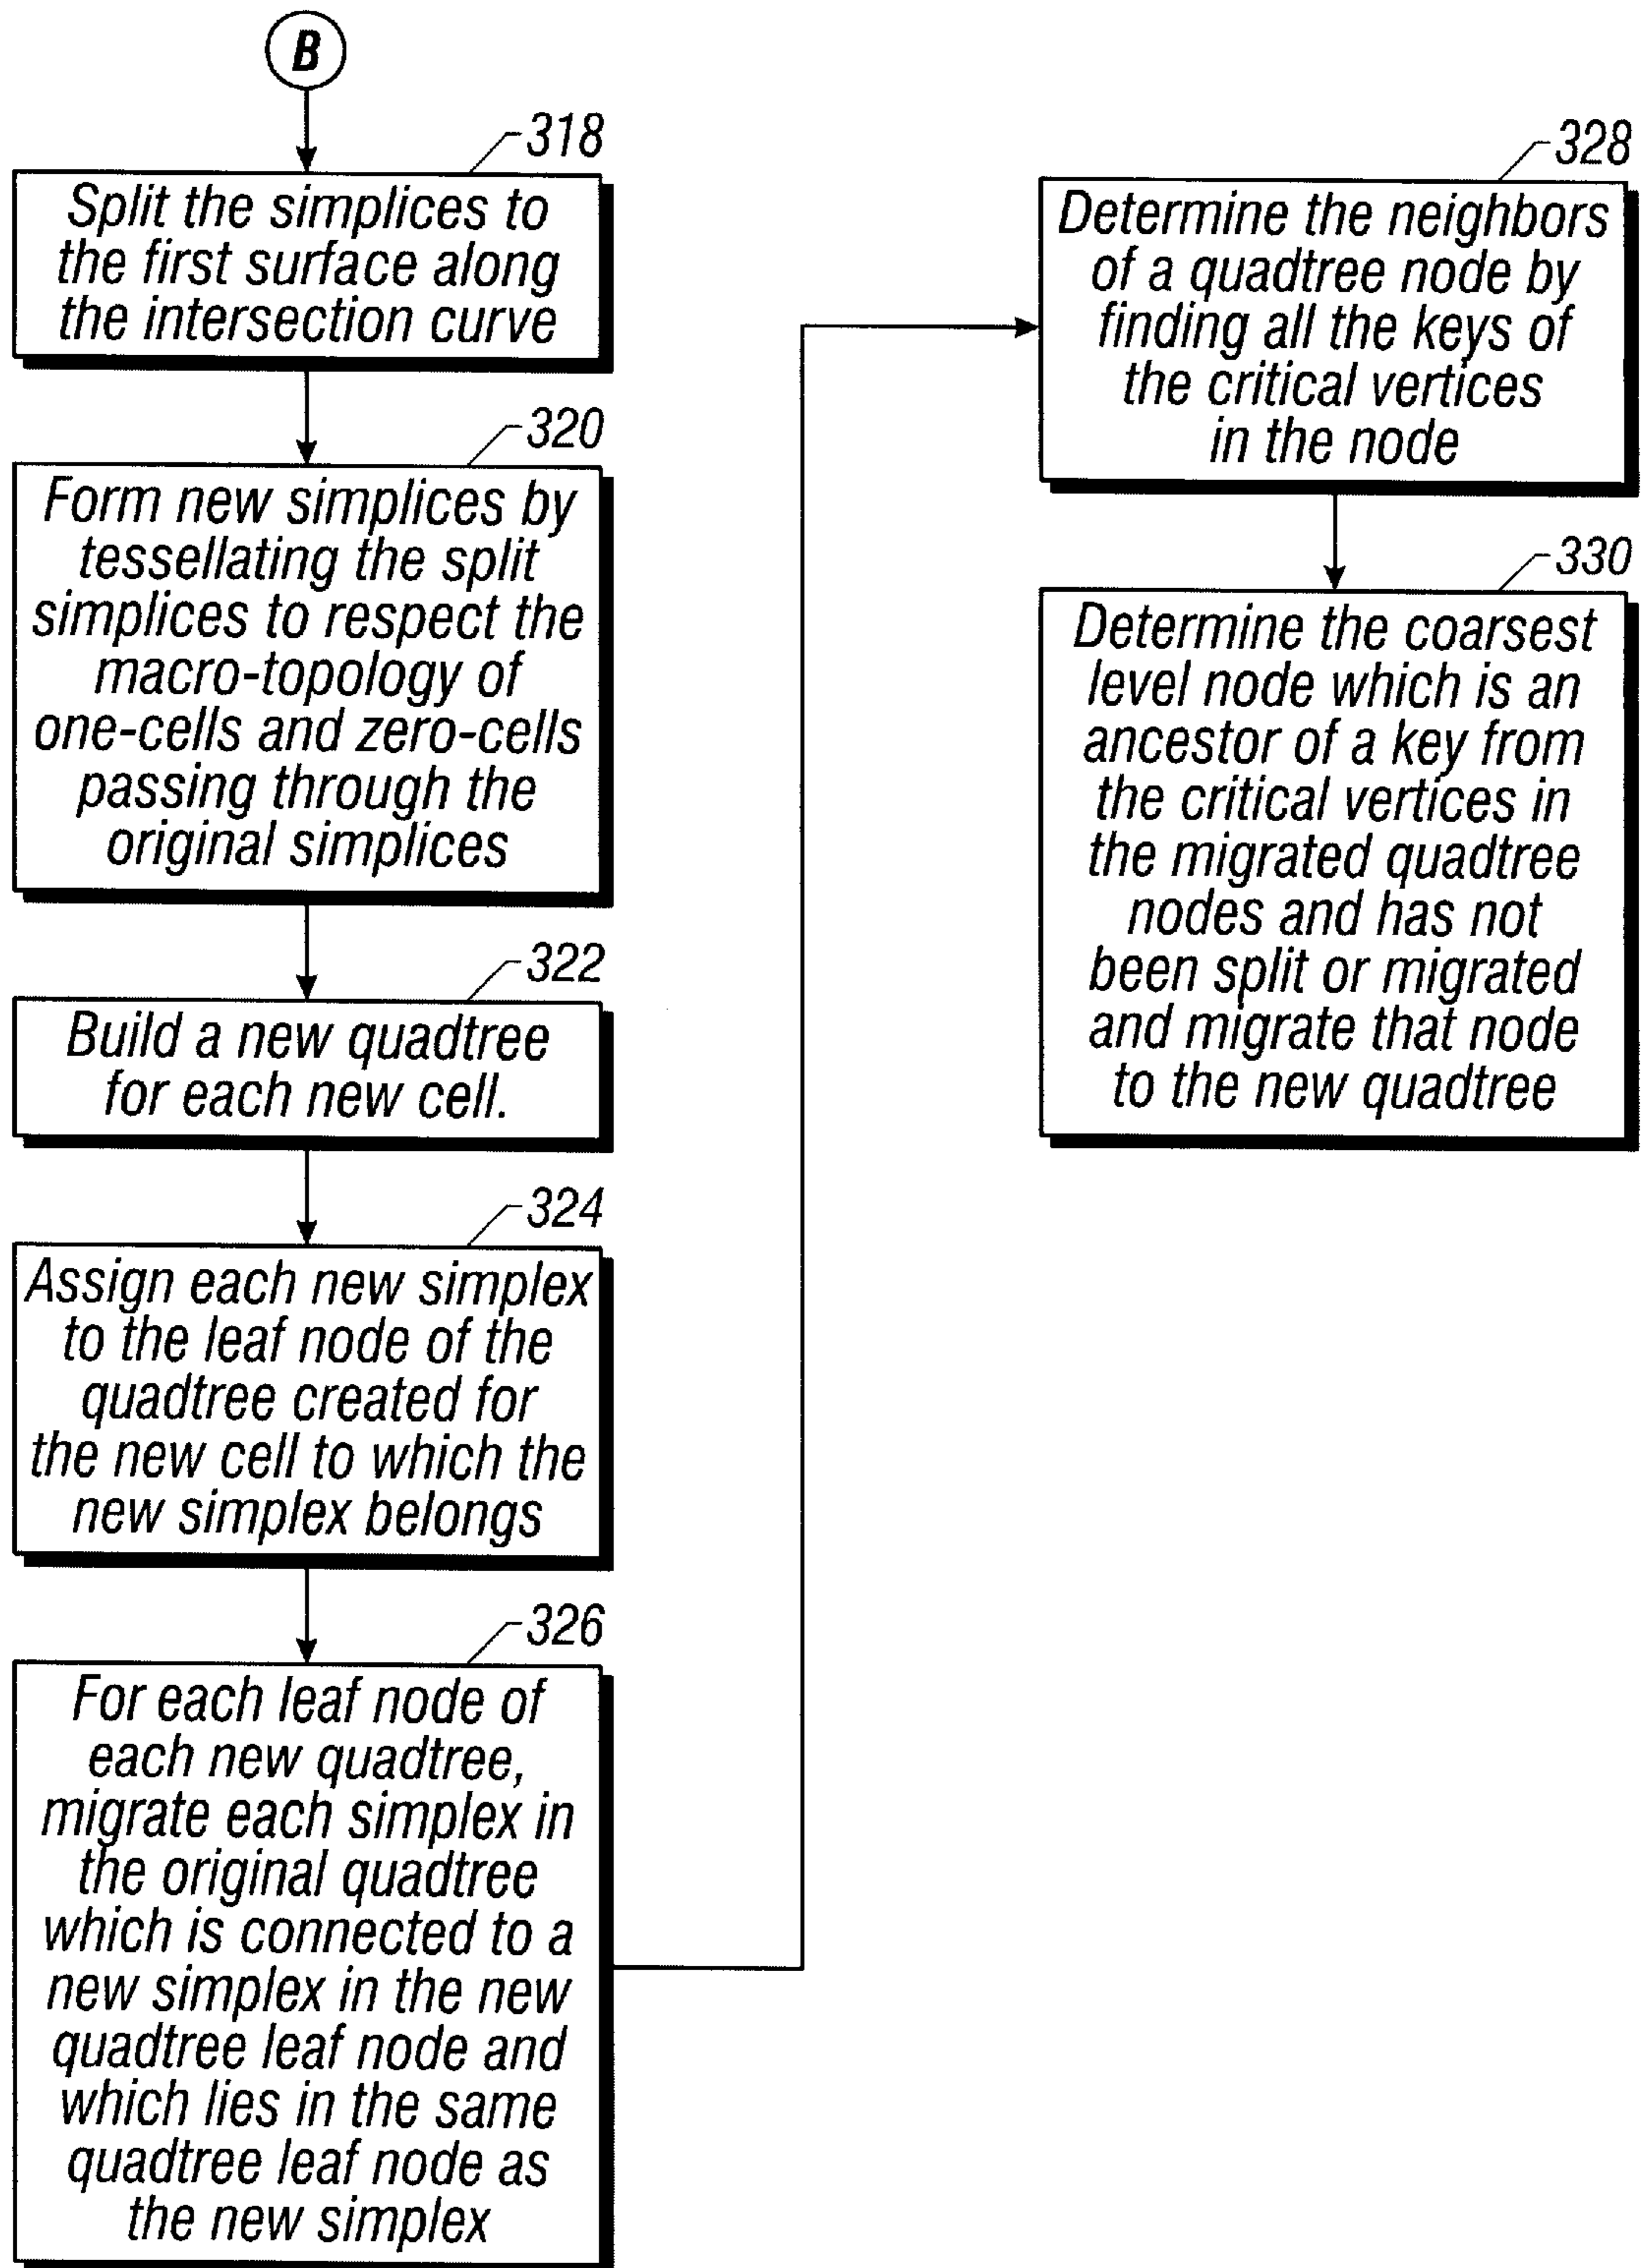 B
318
Split the simplices to
the first surface along
the intersection curve
320
Form new simplices by
tessellating the split
simplices to respect the
macro-topology of
one-cells and zero-cells
passing through the
original simplices
322
Build a new quadtree
for each new cell.
324
Assign each new simplex
to the leaf node of the
quadtree created for
the new cell to which the
new simplex belongs
326
For each leaf node of
each new quadtree,
migrate each simplex in
the original quadtree
which is connected to a
new simplex in the new
quadtree leaf node and
which lies in the same
quadtree leaf node as
the new simplex
328
Determine the neighbors
of a quadtree node by
finding all the keys of
the critical vertices
in the node
330
Determine the coarsest
level node which is an
ancestor of a key from
the critical vertices in
the migrated quadtree
nodes and has not
been split or migrated
and migrate that node
to the new quadtree